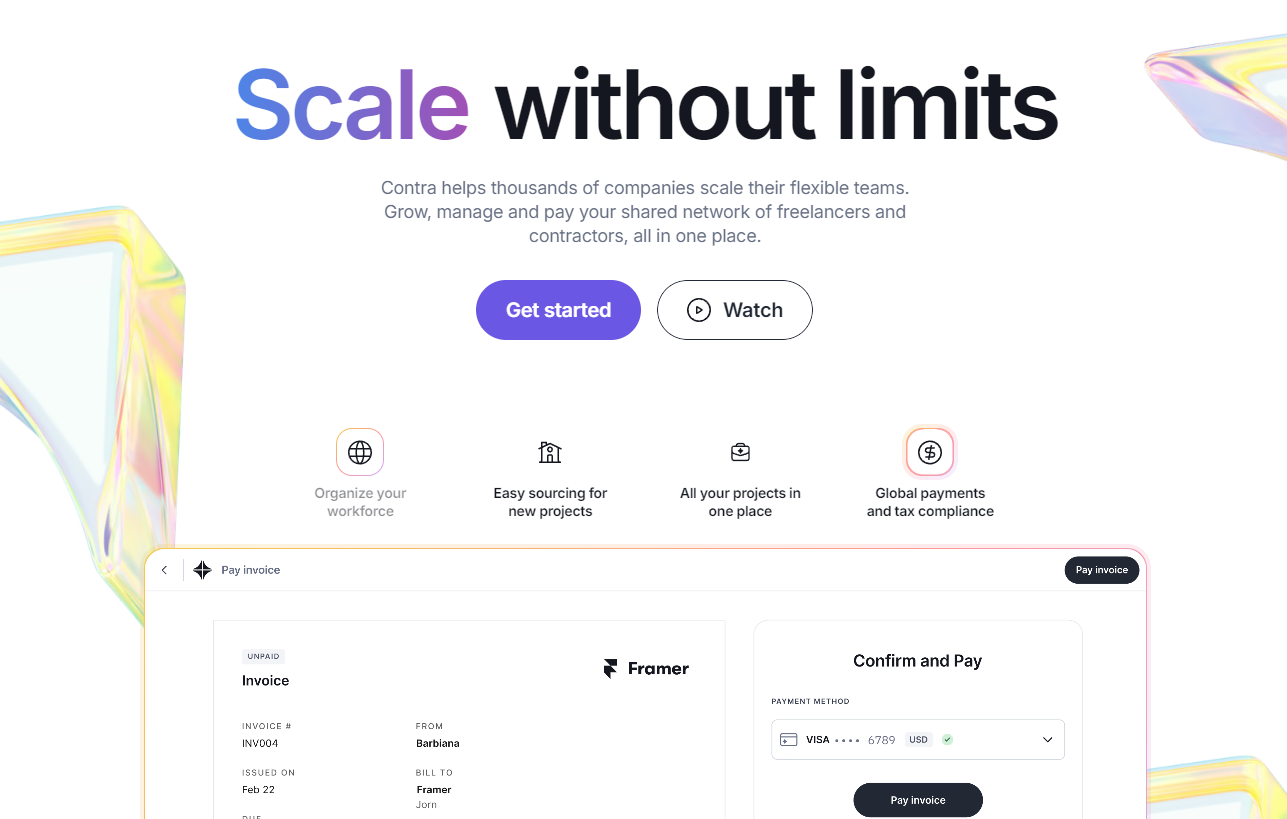 Scale without limits
Contra helps thousands of companies scale their flexible teams.
Grow, manage and pay your shared network of freelancers and
contractors, all in one place.
Get started
Watch
Organize your
workforce
Easy sourcing for
new projects
All your projects in
one place
Global payments
and tax compliance
Pay invoice
Pay invoice
UNPAID
Invoice
Framer
INVOICE #
INV004
FROM
Barbiana
ISSUED ON
Feb 22
BILL TO
Framer
Jorn
Confirm and Pay
PAYMENT METHOD
VISA •••• 6789 USD
Pay invoice